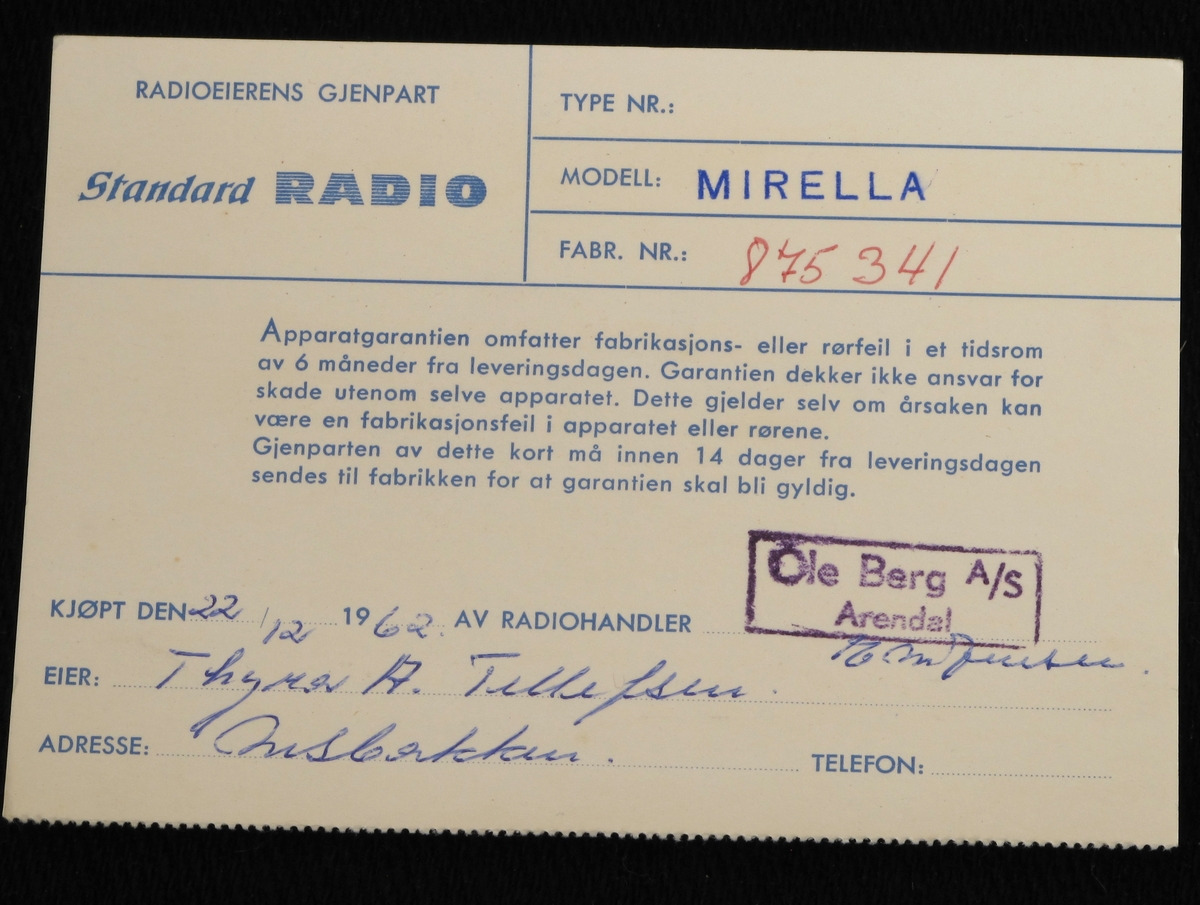 RADIOEIERENS GJENPART
Standard RADIO
TYPE NR.:
MODELL: MIRELLA
FABR. NR.: 875 341
Apparatgarantien omfatter fabrikasjons- eller rørfeil i et tidsrom
av 6 måneder fra leveringsdagen. Garantien dekker ikke ansvar for
skade utenom selve apparatet. Dette gjelder selv om årsaken kan
være en fabrikasjonsfeil i apparatet eller rørene.
Gjenparten av dette kort må innen 14 dager fra leveringsdagen
sendes til fabrikken for at garantien skal bli gyldig.
Ole Berg A/S
Arendal
KJØPT DEN 22/12 1962. AV RADIOHANDLER
EIER: Thyra A. Tellefsen.
ADRESSE:
TELEFON: